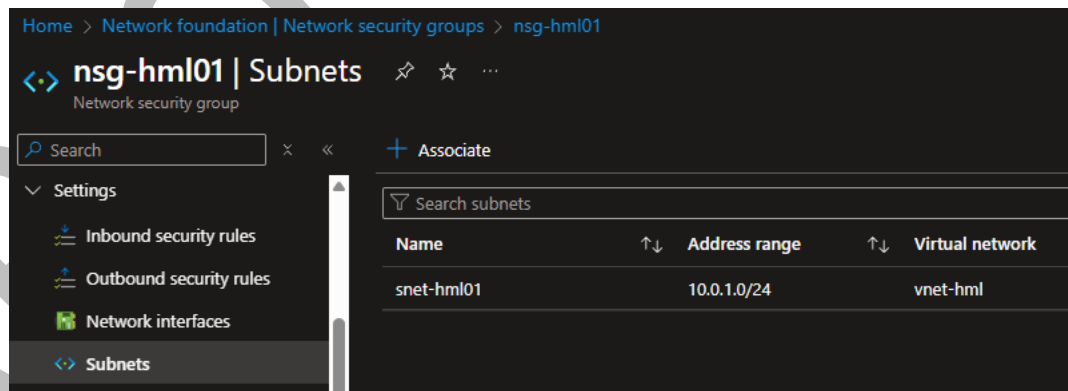 Home > Network foundation | Network security groups > nsg-hml01
nsg-hml01 | Subnets
Network security group
Search
Associate
Settings
Search subnets
Inbound security rules
Name Address range Virtual network
Outbound security rules
snet-hml01 10.0.1.0/24 vnet-hml
Network interfaces
Subnets